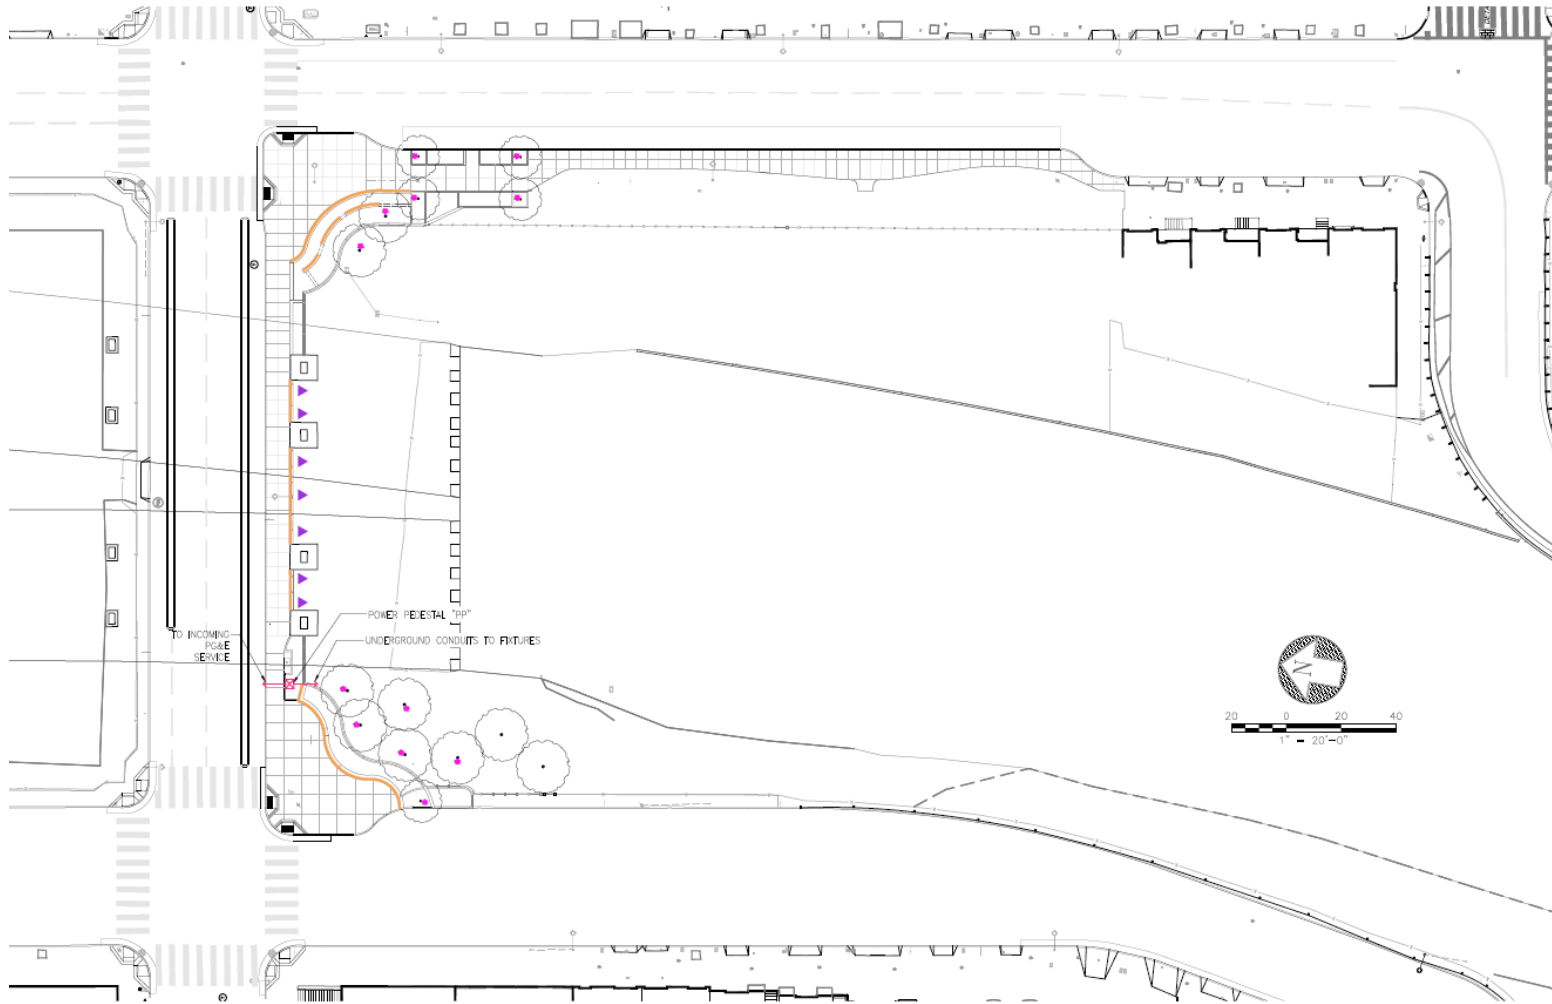 POWER PEDESTAL "PP"
TO INCOMING
PG&E
SERVICE
UNDERGROUND CONDUITS TO FIXTURES
N
20 0 20 40
1" = 20'-0"